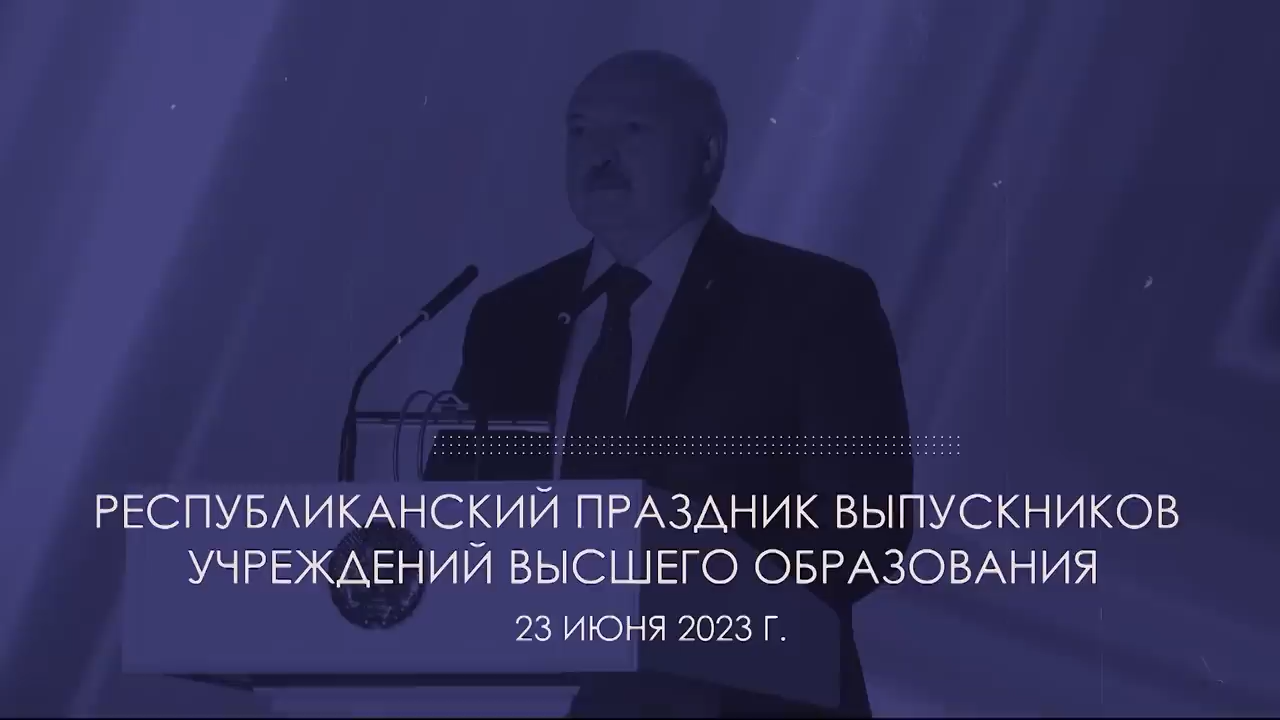 РЕСПУБЛИКАНСКИЙ ПРАЗДНИК ВЫПУСКНИКОВ
УЧРЕЖДЕНИЙ ВЫСШЕГО ОБРАЗОВАНИЯ
23 ИЮНЯ 2023 Г.